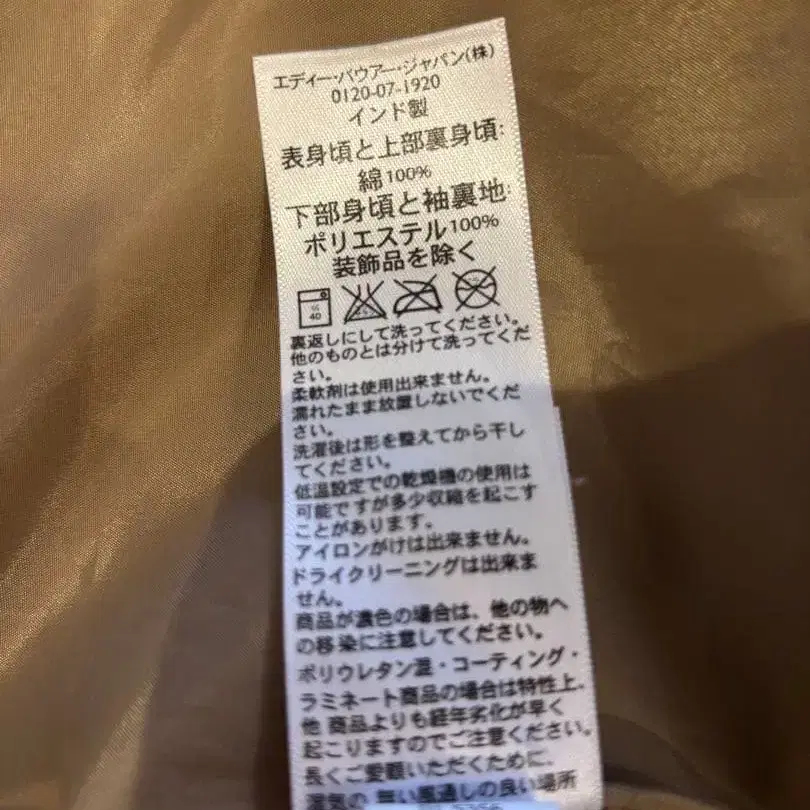 エディー・バウアー・ジャパン(株)
0120-07-1920
インド製
表身頃と上部裏身頃:
綿100%
下部身頃と袖裏地:
ポリエステル100%
装飾品を除く
40
裏返しにして洗ってください。
他のものとは分けて洗ってくだ
さい。
柔軟剤は使用出来ません。
濡れたまま放置しないでくだ
さい。
洗濯後は形を整えてから干し
てください。
低温設定での乾燥機の使用は
可能ですが多少収縮を起こす
ことがあります。
アイロンがけは出来ません。
ドライクリーニングは出来ま
せん。
商品が濃色の場合は、他の物へ
の移染に注意してください。
ポリウレタン混・コーティング・
ラミネート商品の場合は特性上、
他 商品よりも経年劣化が早く
起こりますのでご注意ください。
長くご愛顧いただくために、
湿気の 無い風通しの良い場所